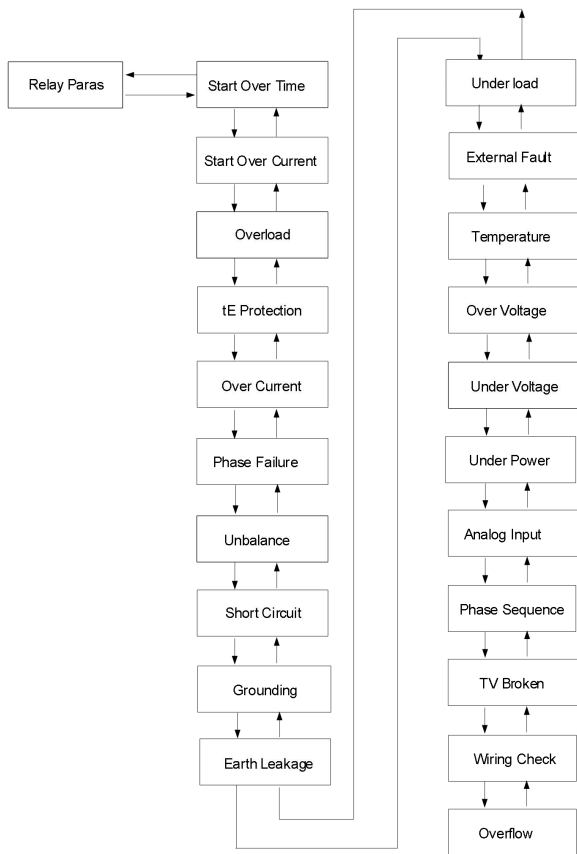 Relay Paras
Start Over Time
Start Over Current
Overload
tE Protection
Over Current
Phase Failure
Unbalance
Short Circuit
Grounding
Earth Leakage
Under load
External Fault
Temperature
Over Voltage
Under Voltage
Under Power
Analog Input
Phase Sequence
TV Broken
Wiring Check
Overflow